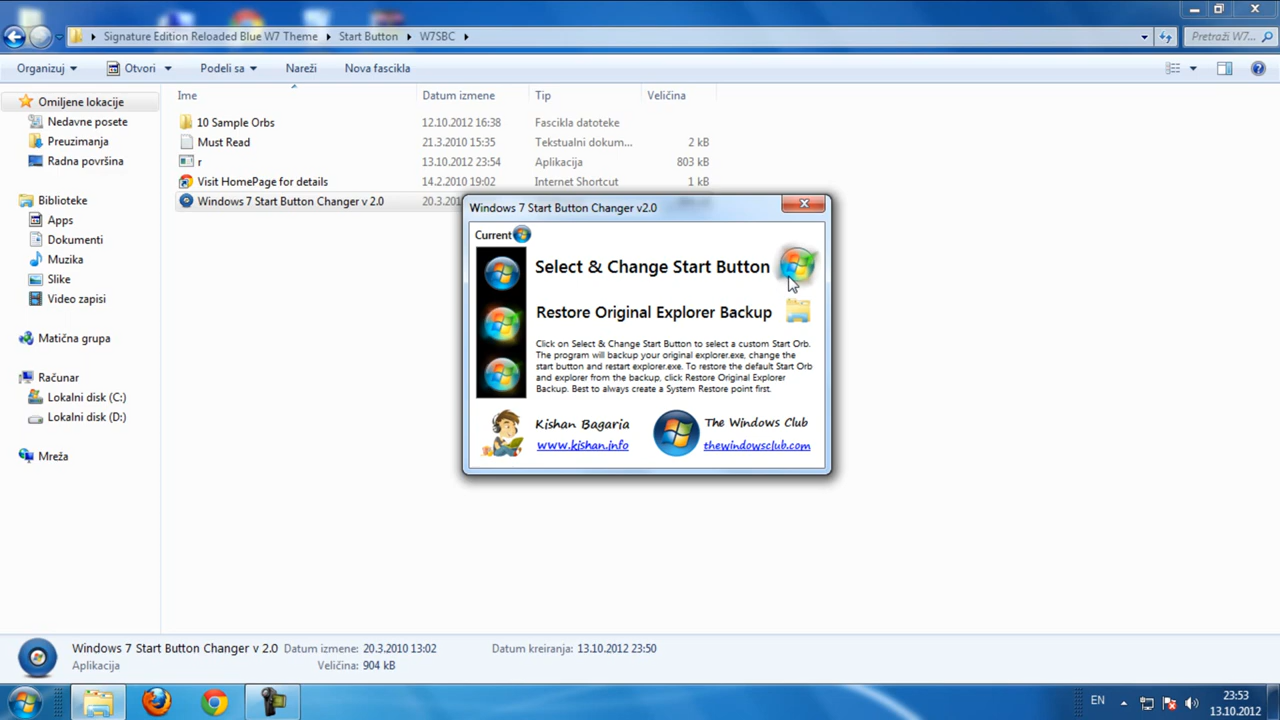 Signature Edition Reloaded Blue W7 Theme Start Button W7SBC
Pretraži W7...
Organizuj Otvori Podeli sa Nareži Nova fascikla
Ime Datum izmene Tip Veličina
Omiljene lokacije
Nedavne posete
Preuzimanja
Radna površina
Biblioteke
Apps
Dokumenti
Muzika
Slike
Video zapisi
Matična grupa
Računar
Lokalni disk (C:)
Lokalni disk (D:)
Mreža
10 Sample Orbs 12.10.2012 16:38 Fascikla datoteke
Must Read 21.3.2010 15:35 Tekstualni dokum... 2 kB
r 13.10.2012 23:54 Aplikacija 803 kB
Visit HomePage for details 14.2.2010 19:02 Internet Shortcut 1 kB
Windows 7 Start Button Changer v 2.0
Windows 7 Start Button Changer v2.0
Current
Select & Change Start Button
Restore Original Explorer Backup
Click on Select & Change Start Button to select a custom Start Orb.
The program will backup your original explorer.exe, change the
start button and restart explorer.exe. To restore the default Start Orb
and explorer from the backup, click Restore Original Explorer
Backup. Best to always create a System Restore point first.
Kishan Bagaria
www.kishan.info
The Windows Club
thewindowsclub.com
Windows 7 Start Button Changer v 2.0 Datum izmene: 20.3.2010 13:02 Datum kreiranja: 13.10.2012 23:50
Aplikacija Veličina: 904 kB
EN
23:53
13.10.2012